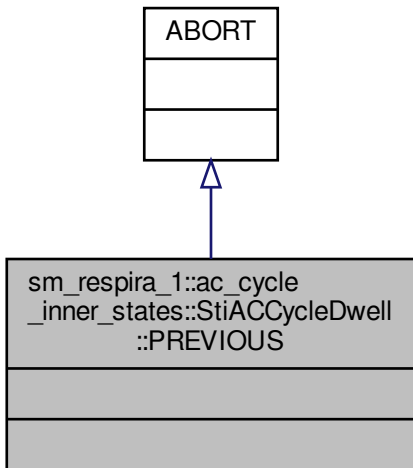 ABORT
sm_respira_1::ac_cycle
_inner_states::StiACCycleDwell
::PREVIOUS